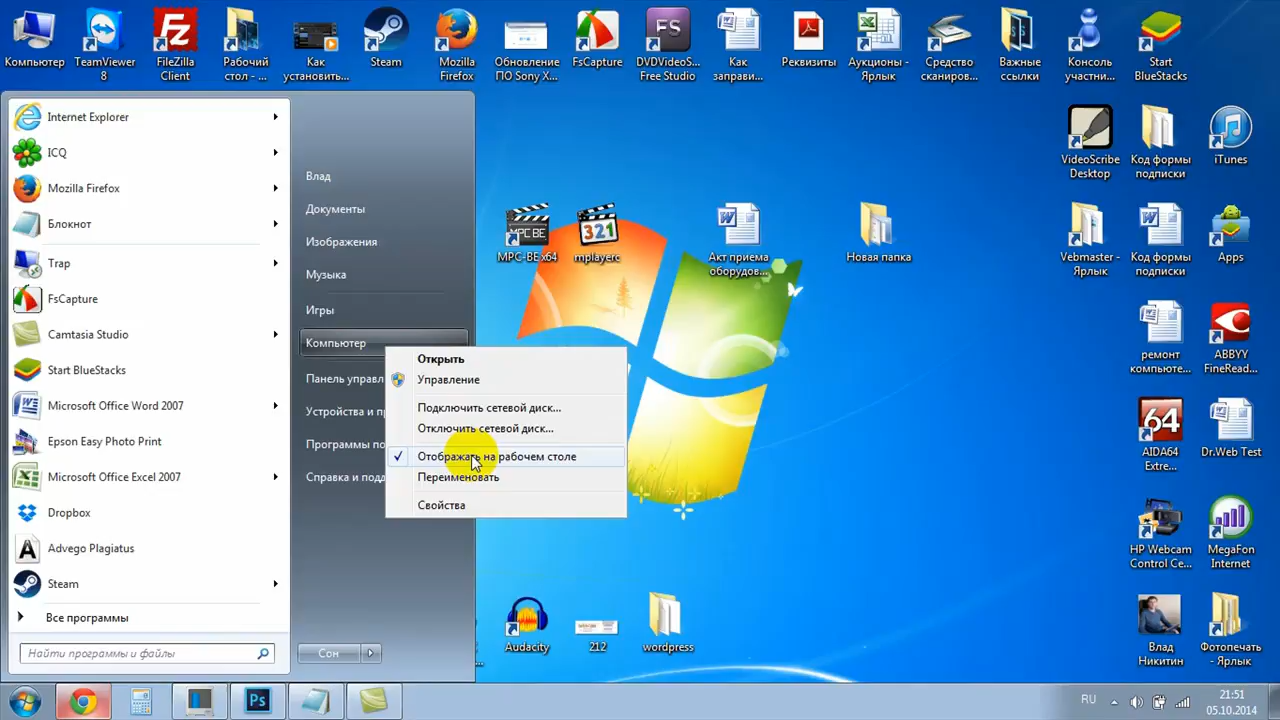 Компьютер
TeamViewer
8
FileZilla
Client
Рабочий
стол - ...
Как
установить...
Steam
Mozilla
Firefox
Обновление
ПО Sony X...
FsCapture
DVDVideoS...
Free Studio
Как
заправи...
Реквизиты
Аукционы -
Ярлык
Средство
сканиров...
Важные
ссылки
Консоль
участни...
Start
BlueStacks
VideoScribe
Desktop
Код формы
подписки
iTunes
MPC-BE x64
mplayerc
Акт приема
оборудов...
Новая папка
Vebmaster -
Ярлык
Код формы
подписки
Apps
ремонт
компьюте...
ABBYY
FineRead...
AIDA64
Extre...
Dr.Web Test
HP Webcam
Control Ce...
MegaFon
Internet
Audacity
212
wordpress
Влад
Никитин
Фотопечать
- Ярлык
Internet Explorer
ICQ
Mozilla Firefox
Блокнот
Trap
FsCapture
Camtasia Studio
Start BlueStacks
Microsoft Office Word 2007
Epson Easy Photo Print
Microsoft Office Excel 2007
Dropbox
Advego Plagiatus
Steam
Все программы
Найти программы и файлы
Влад
Документы
Изображения
Музыка
Игры
Компьютер
Панель управл
Устройства и п
Программы по
Справка и подд
Сон
Открыть
Управление
Подключить сетевой диск...
Отключить сетевой диск...
Отображать на рабочем столе
Переименовать
Свойства
RU
21:51
05.10.2014